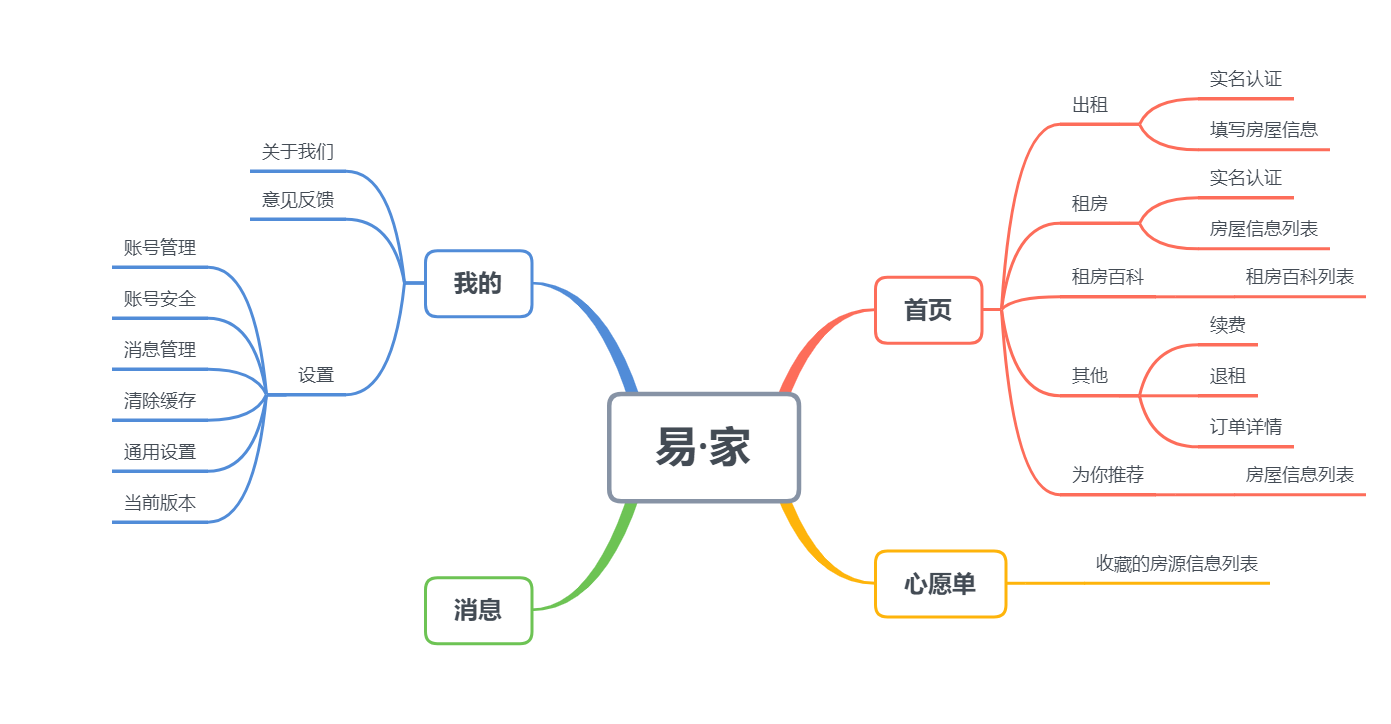 易·家
首页
出租
实名认证
填写房屋信息
租房
实名认证
房屋信息列表
租房百科
租房百科列表
其他
续费
退租
订单详情
为你推荐
房屋信息列表
心愿单
收藏的房源信息列表
我的
关于我们
意见反馈
设置
账号管理
账号安全
消息管理
清除缓存
通用设置
当前版本
消息